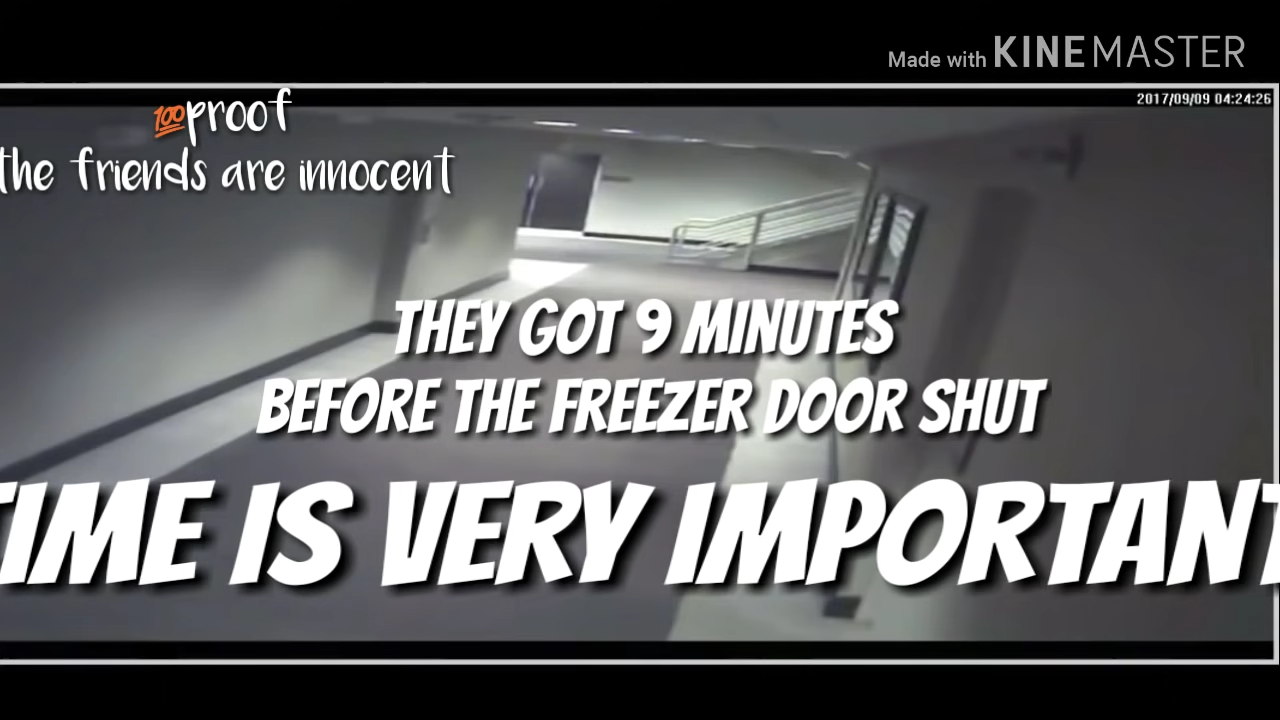 Made with KINEMASTER
2017/09/09 04:24:26
💯proof
the friends are innocent
THEY GOT 9 MINUTES
BEFORE THE FREEZER DOOR SHUT
TIME IS VERY IMPORTANT